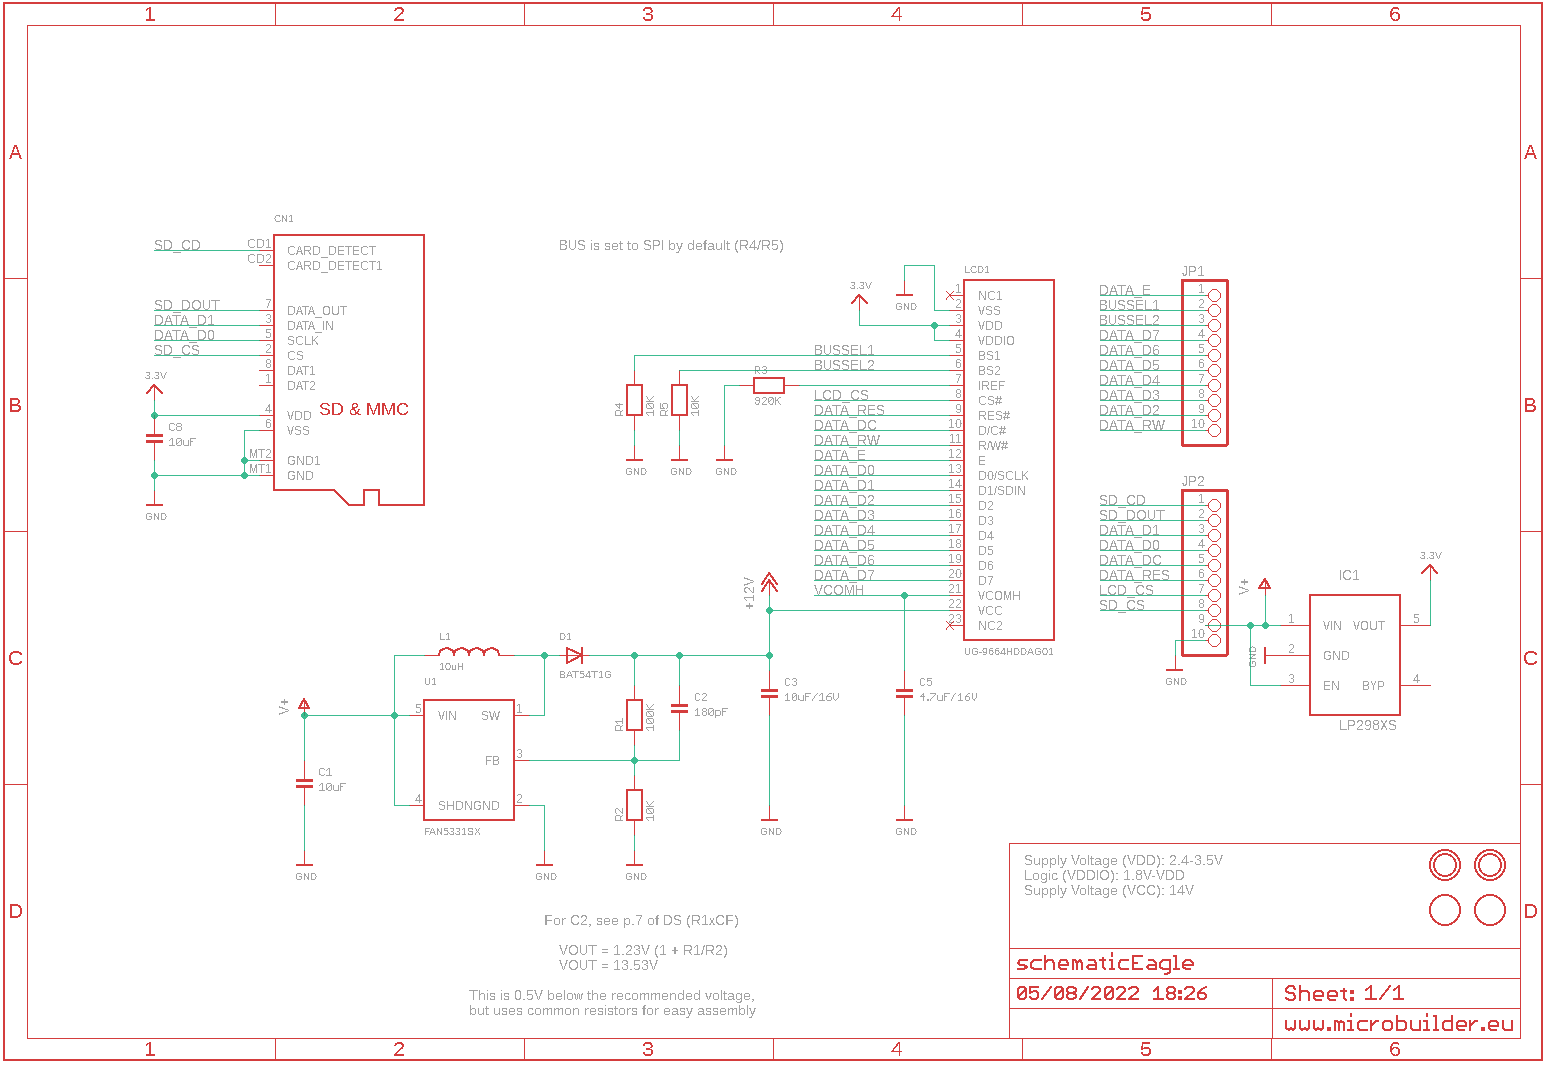 1 2 3 4 5 6
A A
CN1
SD_CD CD1 CARD_DETECT
CD2 CARD_DETECT1
SD_DOUT 7 DATA_OUT
DATA_D1 3 DATA_IN
DATA_D0 5 SCLK
SD_CS 2 CS
8 DAT1
1 DAT2
3.3V
4 VDD
SD & MMC
6 VSS
C8
10uF
MT2 GND1
MT1 GND
GND
BUS is set to SPI by default (R4/R5)
LCD1
3.3V
GND
1 NC1
2 VSS
3 VDD
4 VDDIO
BUSSEL1 5 BS1
BUSSEL2 6 BS2
R3 7 IREF
920K
LCD_CS 8 CS#
DATA_RES 9 RES#
DATA_DC 10 D/C#
DATA_RW 11 R/W#
DATA_E 12 E
DATA_D0 13 D0/SCLK
DATA_D1 14 D1/SDIN
DATA_D2 15 D2
DATA_D3 16 D3
DATA_D4 17 D4
DATA_D5 18 D5
DATA_D6 19 D6
DATA_D7 20 D7
VCOMH 21 VCOMH
22 VCC
23 NC2
UG-9664HDDAG01
R4 10K R5 10K
GND GND GND
JP1
DATA_E 1
BUSSEL1 2
BUSSEL2 3
DATA_D7 4
DATA_D6 5
DATA_D5 6
DATA_D4 7
DATA_D3 8
DATA_D2 9
DATA_RW 10
B B
JP2
SD_CD 1
SD_DOUT 2
DATA_D1 3
DATA_D0 4
DATA_DC 5
DATA_RES 6
LCD_CS 7
SD_CS 8
9
10
GND
V+
GND
IC1
3.3V
1 VIN VOUT 5
2 GND
3 EN BYP 4
LP298XS
C C
+12V
L1
10uH
D1
BAT54T1G
U1
V+
5 VIN SW 1
FB 3
4 SHDN GND 2
FAN5331SX
C1
10uF
R1 100K
C2
180pF
R2 10K
C3
10uF/16V
C5
4.7uF/16V
GND GND
GND GND GND
For C2, see p.7 of DS (R1xCF)
VOUT = 1.23V (1 + R1/R2)
VOUT = 13.53V
This is 0.5V below the recommended voltage,
but uses common resistors for easy assembly
D D
Supply Voltage (VDD): 2.4-3.5V
Logic (VDDIO): 1.8V-VDD
Supply Voltage (VCC): 14V
schematicEagle
05/08/2022 18:26
Sheet: 1/1
www.microbuilder.eu
1 2 3 4 5 6